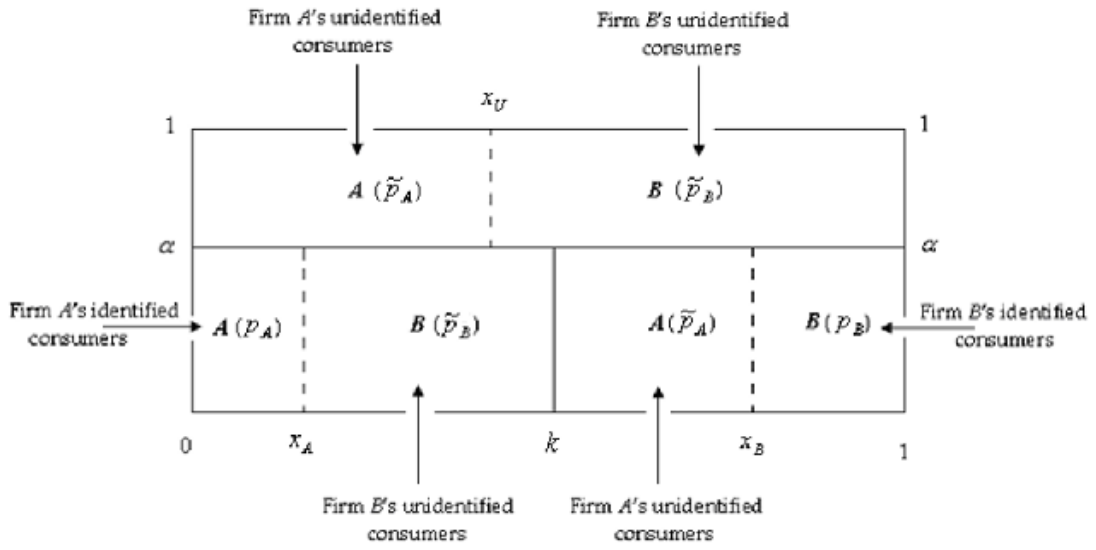 Firm A's unidentified
consumers
Firm B's unidentified
consumers
x_U
1
1
A (p̃_A)
B (p̃_B)
α
α
Firm A's identified
consumers
A (p_A)
B (p̃_B)
A (p̃_A)
B (p_B)
Firm B's identified
consumers
0
x_A
k
x_B
1
Firm B's unidentified
consumers
Firm A's unidentified
consumers